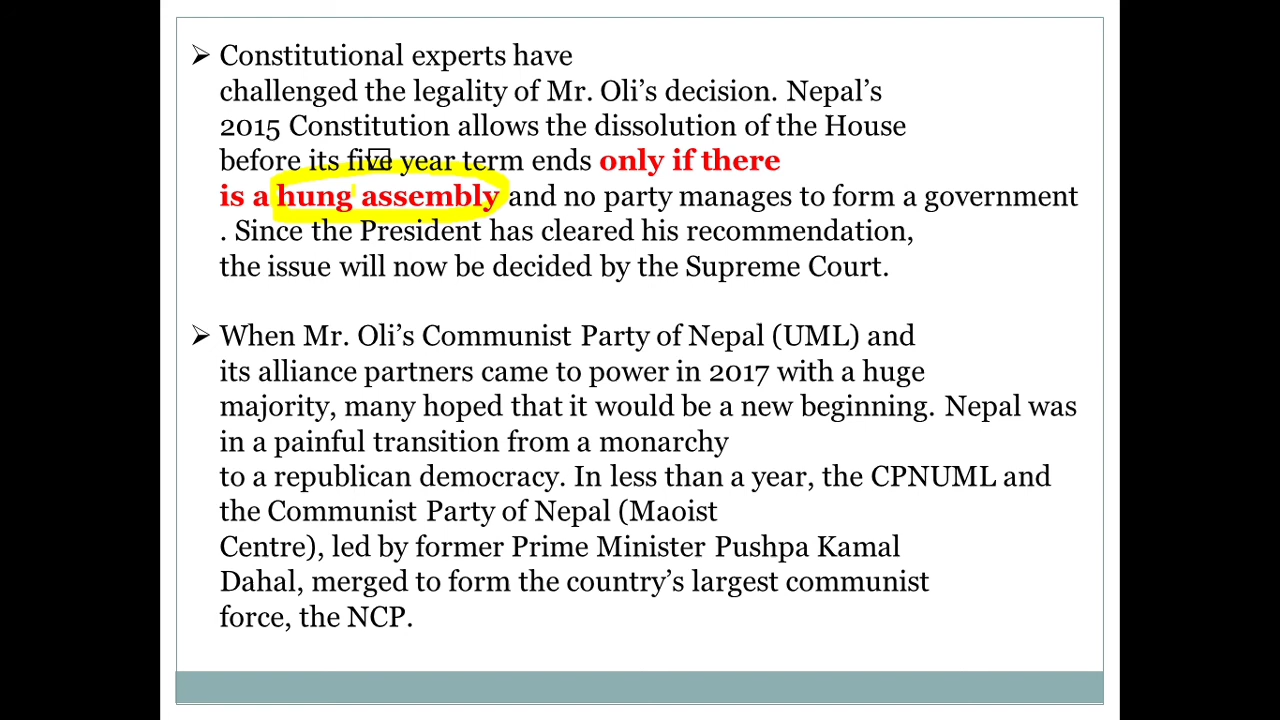 Constitutional experts have
challenged the legality of Mr. Oli’s decision. Nepal’s
2015 Constitution allows the dissolution of the House
before its five year term ends only if there
is a hung assembly and no party manages to form a government
. Since the President has cleared his recommendation,
the issue will now be decided by the Supreme Court.
When Mr. Oli’s Communist Party of Nepal (UML) and
its alliance partners came to power in 2017 with a huge
majority, many hoped that it would be a new beginning. Nepal was
in a painful transition from a monarchy
to a republican democracy. In less than a year, the CPNUML and
the Communist Party of Nepal (Maoist
Centre), led by former Prime Minister Pushpa Kamal
Dahal, merged to form the country’s largest communist
force, the NCP.